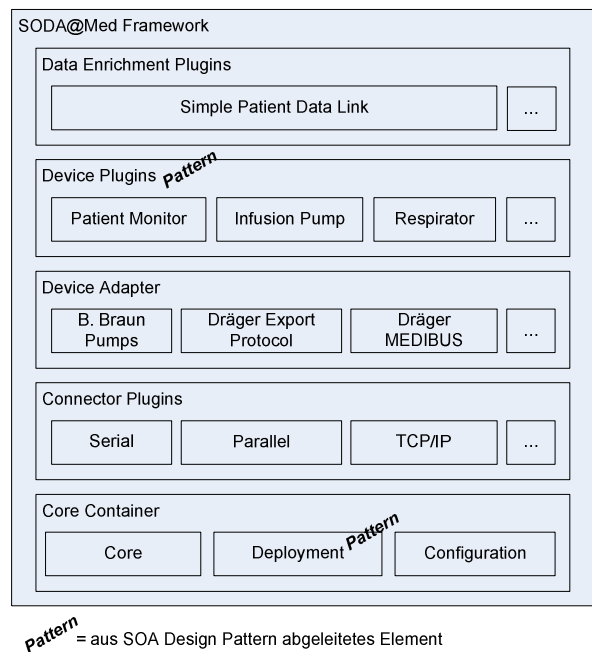 SODA@Med Framework
Data Enrichment Plugins
Simple Patient Data Link
...
Device Plugins Pattern
Patient Monitor
Infusion Pump
Respirator
...
Device Adapter
B. Braun
Pumps
Dräger Export
Protocol
Dräger
MEDIBUS
...
Connector Plugins
Serial
Parallel
TCP/IP
...
Core Container
Core
Deployment Pattern
Configuration
Pattern = aus SOA Design Pattern abgeleitetes Element